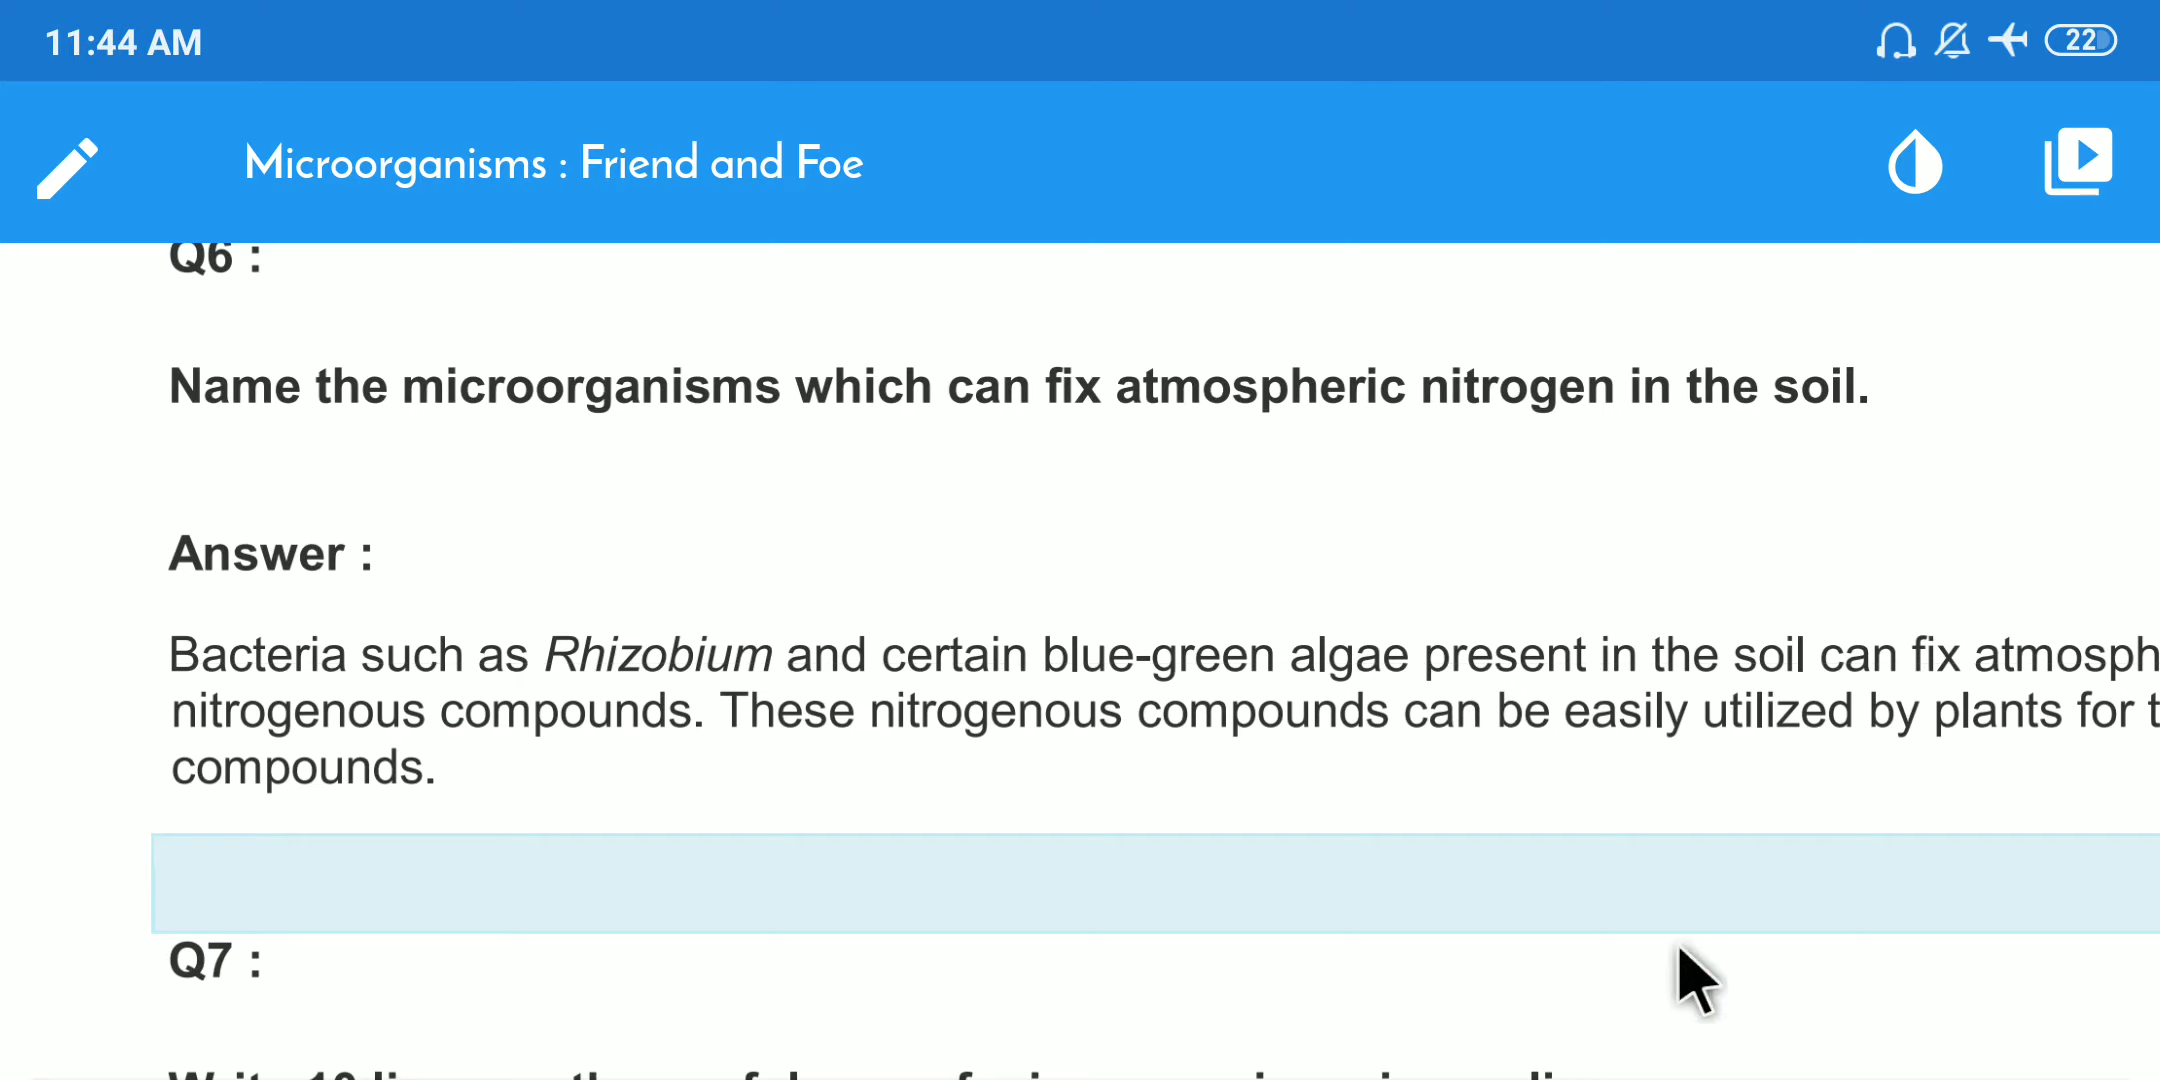 11:44 AM
22
Microorganisms : Friend and Foe
Q6 :
Name the microorganisms which can fix atmospheric nitrogen in the soil.
Answer :
Bacteria such as Rhizobium and certain blue-green algae present in the soil can fix atmosph
nitrogenous compounds. These nitrogenous compounds can be easily utilized by plants for t
compounds.
Q7 :